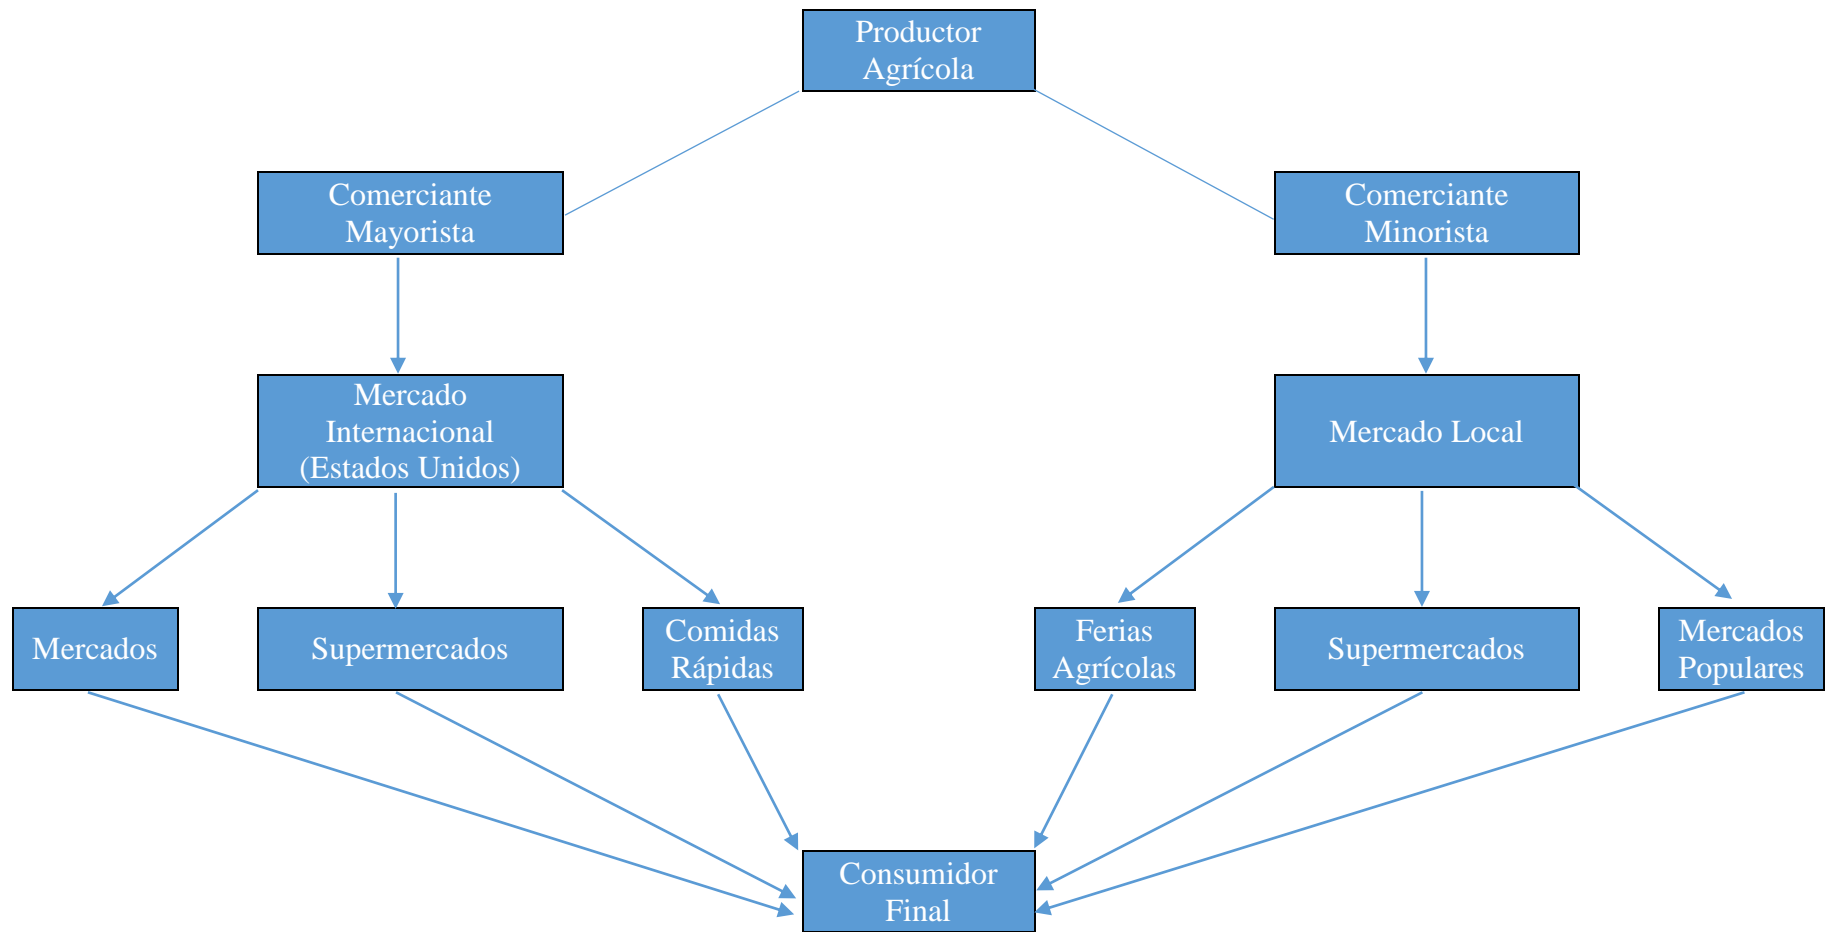 Productor
Agrícola
Comerciante
Mayorista
Comerciante
Minorista
Mercado
Internacional
(Estados Unidos)
Mercado Local
Mercados
Supermercados
Comidas
Rápidas
Ferias
Agrícolas
Supermercados
Mercados
Populares
Consumidor
Final